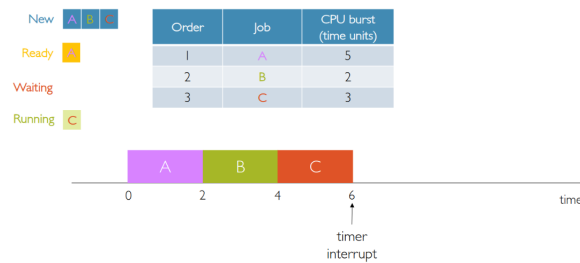 New A B C
Ready A
Waiting
Running C
Order Job CPU burst (time units)
1 A 5
2 B 2
3 C 3
A B C
0 2 4 6 time
timer
interrupt